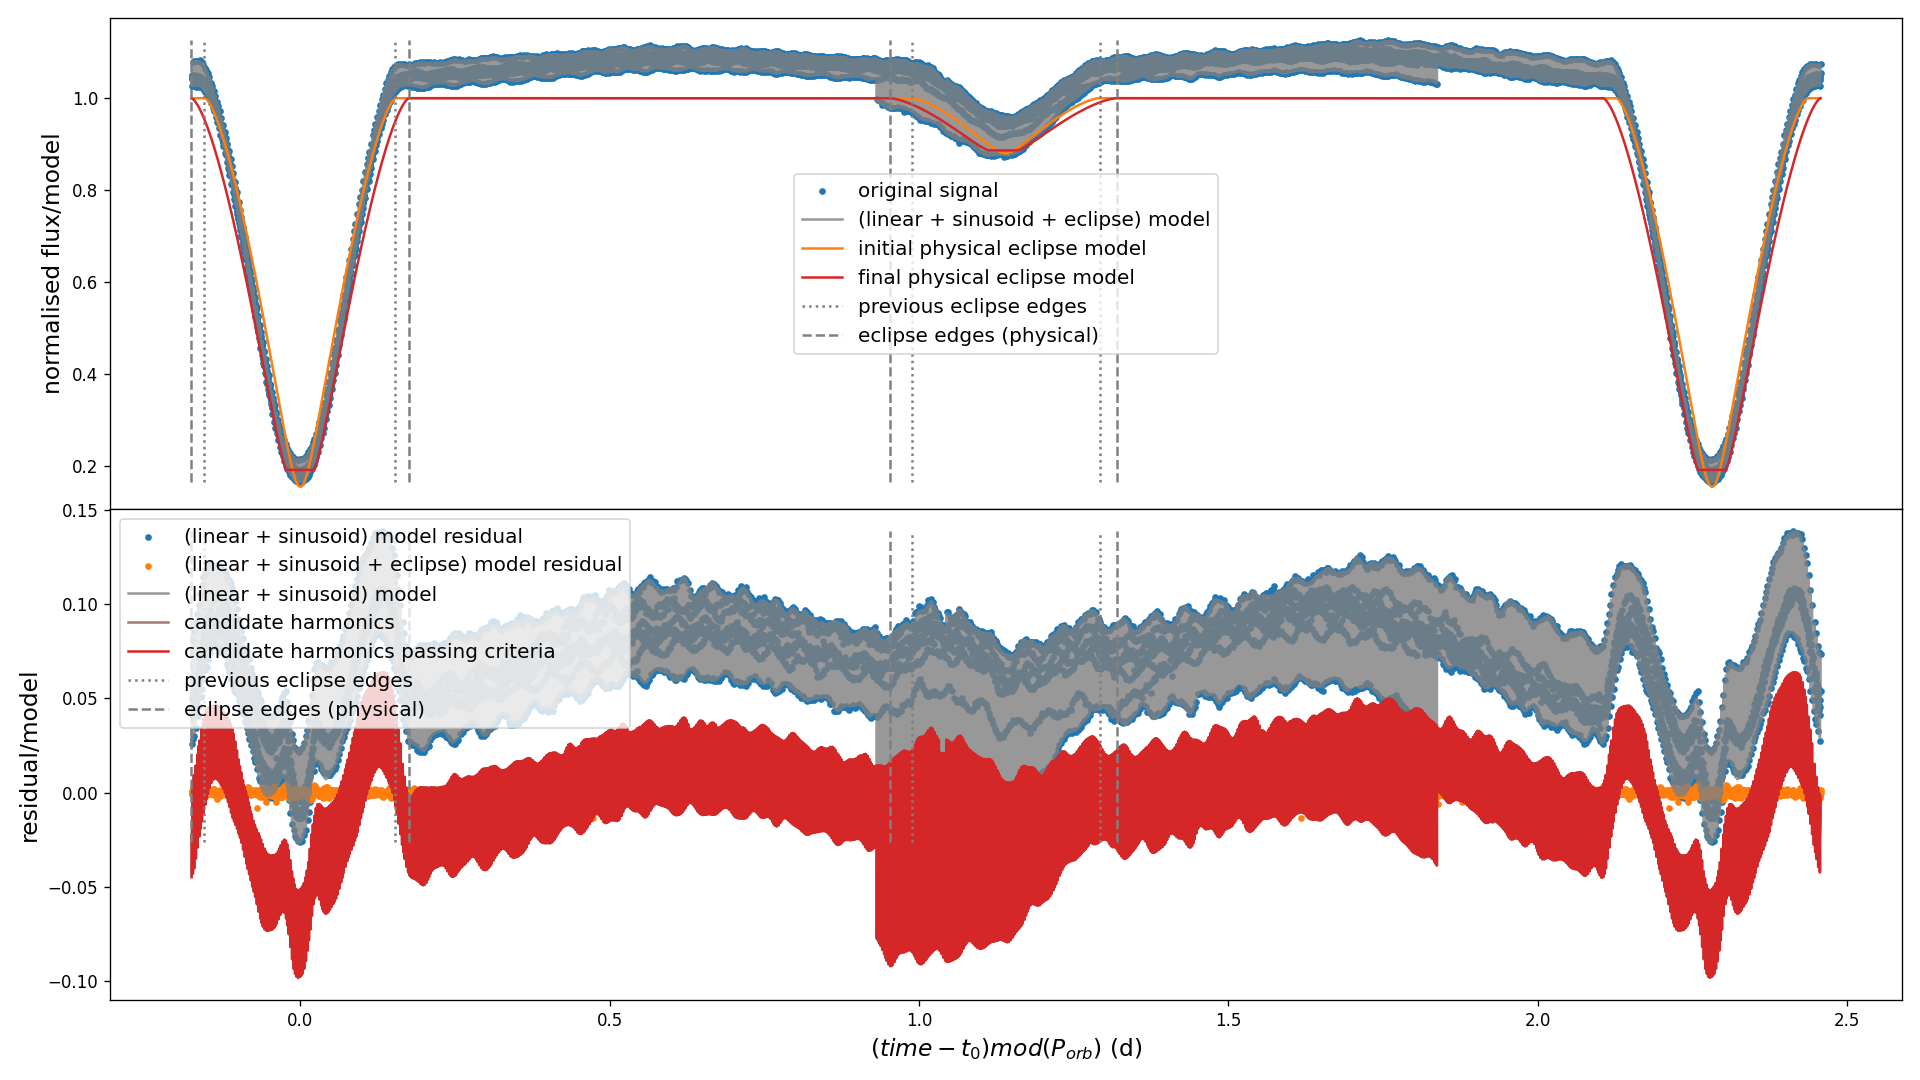 normalised flux/model
1.0
0.8
0.6
0.4
0.2
original signal
(linear + sinusoid + eclipse) model
initial physical eclipse model
final physical eclipse model
previous eclipse edges
eclipse edges (physical)
residual/model
0.15
0.10
0.05
0.00
−0.05
−0.10
(linear + sinusoid) model residual
(linear + sinusoid + eclipse) model residual
(linear + sinusoid) model
candidate harmonics
candidate harmonics passing criteria
previous eclipse edges
eclipse edges (physical)
0.0 0.5 1.0 1.5 2.0 2.5
(time − t₀)mod(P_orb) (d)